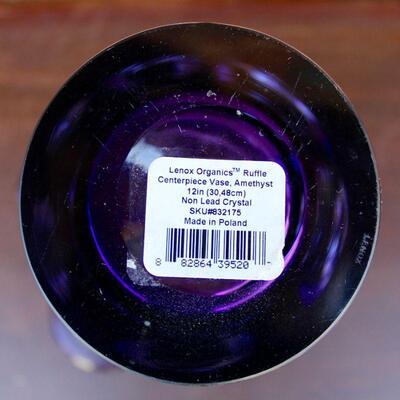 Lenox Organics™ Ruffle
Centerpiece Vase, Amethyst
12in (30,48cm)
Non Lead Crystal
SKU#832175
Made in Poland
8 82864 39520
LENOX